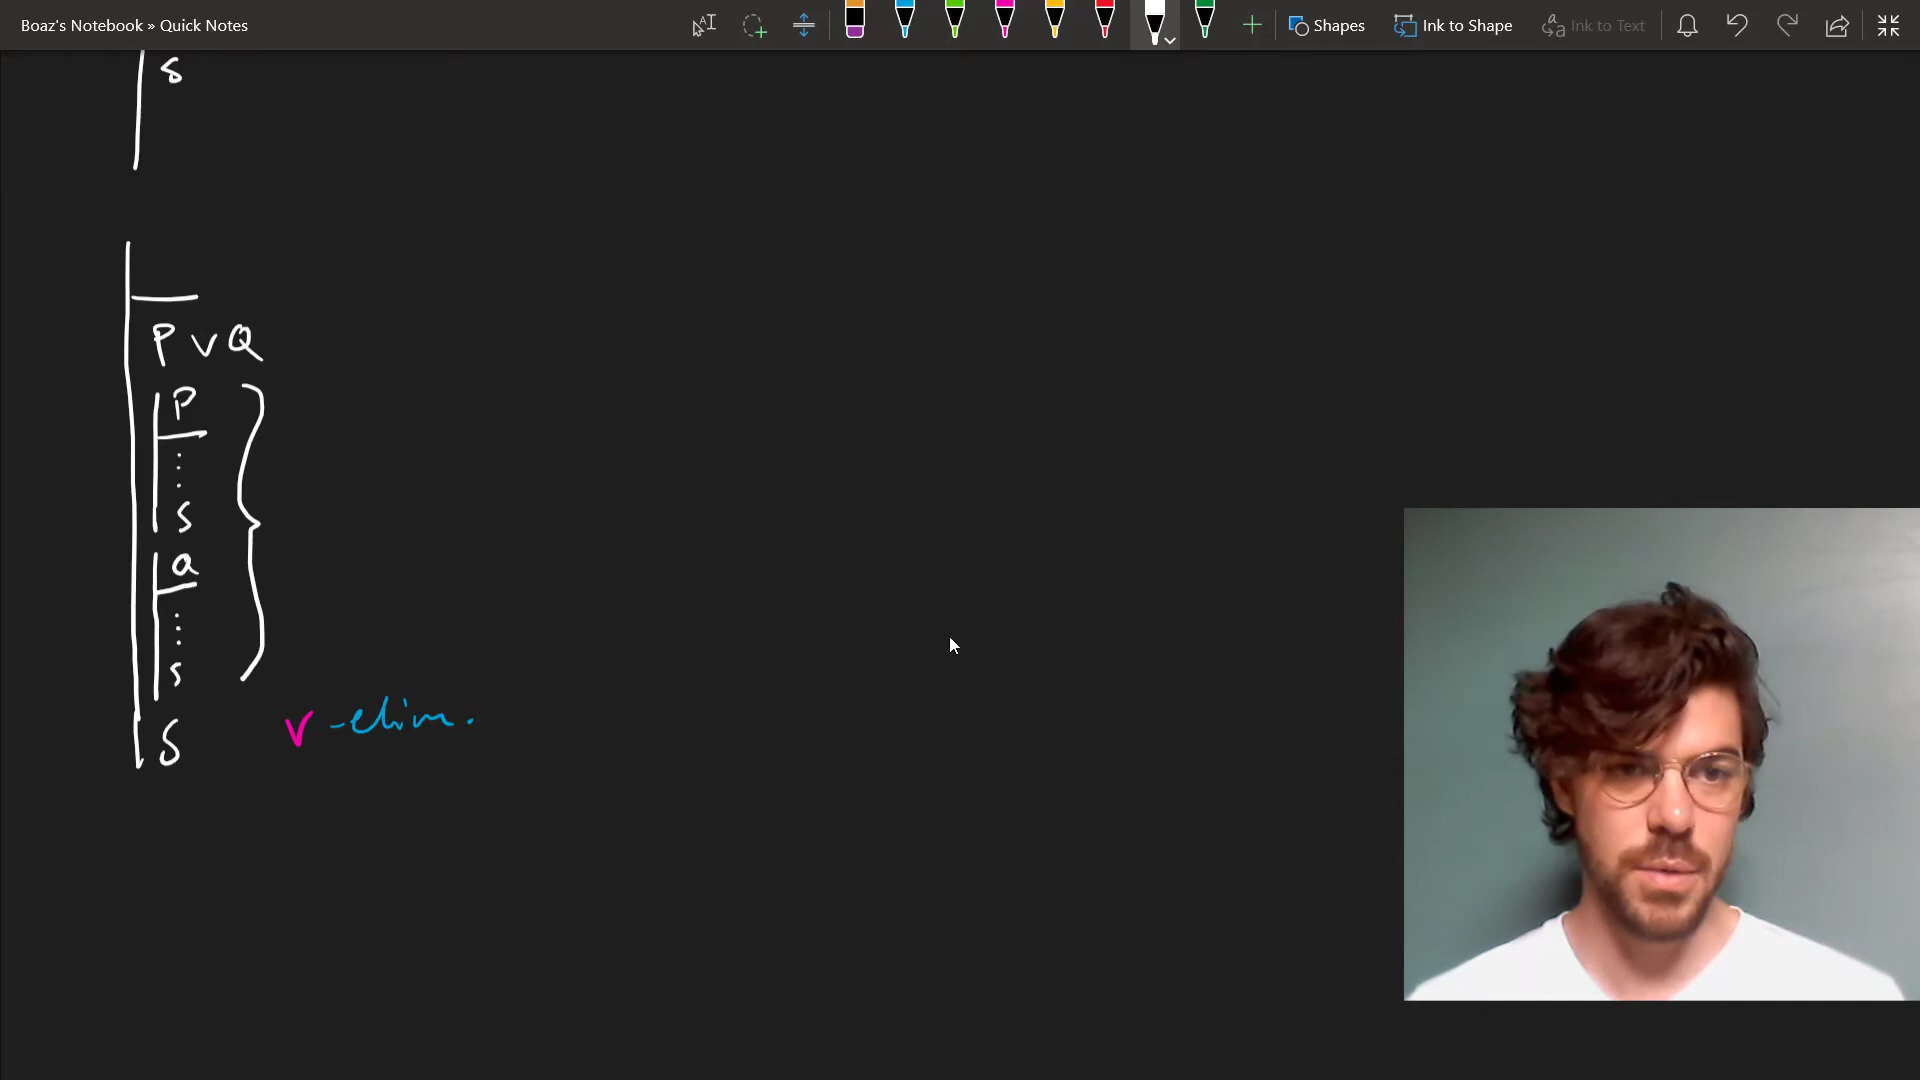 Boaz's Notebook » Quick Notes
Shapes
Ink to Shape
Ink to Text
S
P ∨ Q
P
⋮
S
Q
⋮
S
S ∨ -elim.